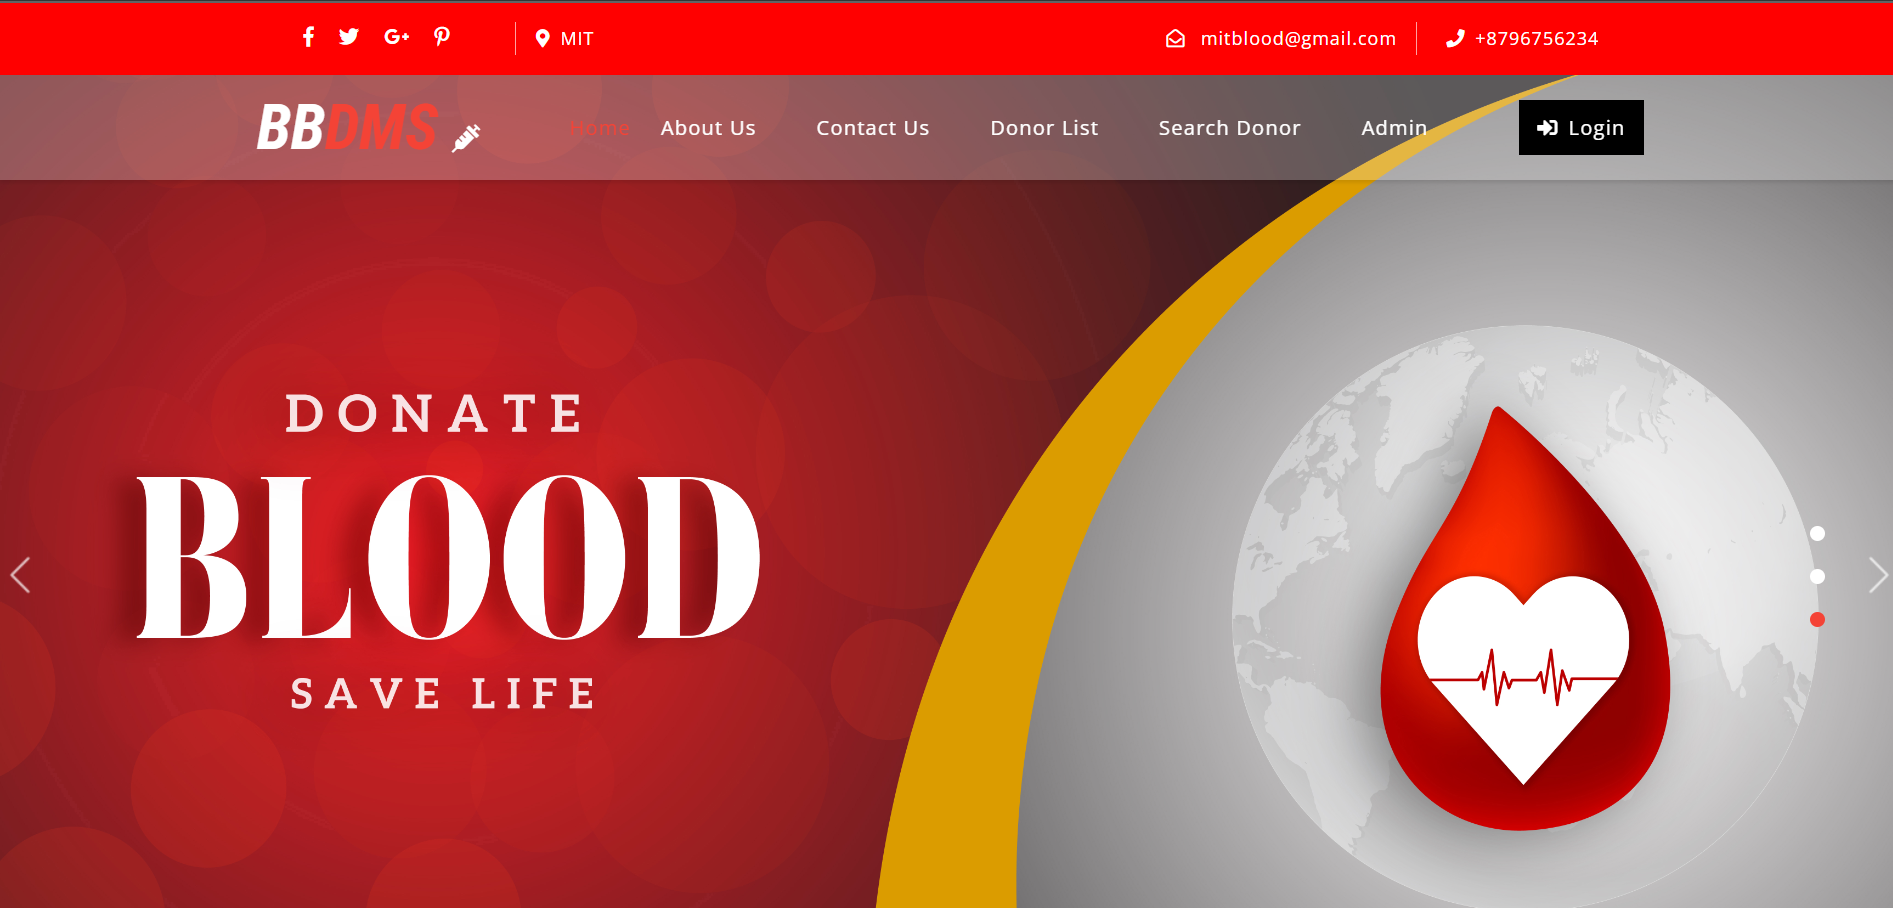 MIT
mitblood@gmail.com
+8796756234
BBDMS
Home
About Us
Contact Us
Donor List
Search Donor
Admin
Login
DONATE
BLOOD
SAVE LIFE